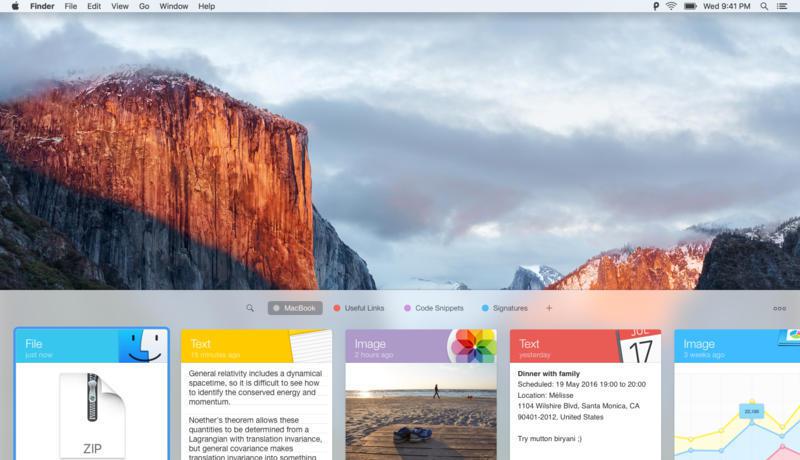 Finder File Edit View Go Window Help
Wed 9:41 PM
MacBook Useful Links Code Snippets Signatures
File
just now
ZIP
Text
15 minutes ago
General relativity includes a dynamical
spacetime, so it is difficult to see how
to identify the conserved energy and
momentum.
Noether's theorem allows these
quantities to be determined from a
Lagrangian with translation invariance,
but general covariance makes
translation invariance into something
Image
2 hours ago
Text
yesterday
JUL
17
Dinner with family
Scheduled: 19 May 2016 19:00 to 20:00
Location: Mélisse
1104 Wilshire Blvd, Santa Monica, CA
90401-2012, United States
Try mutton biryani ;)
Image
3 weeks ago